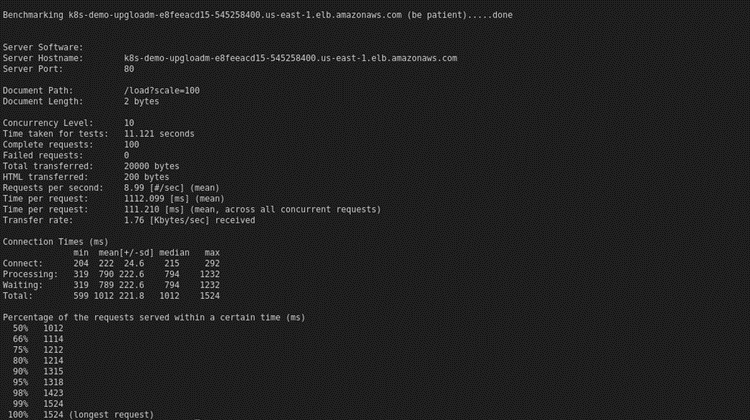 Benchmarking k8s-demo-upgloadm-e8feeacd15-545258400.us-east-1.elb.amazonaws.com (be patient).....done
Server Software:
Server Hostname: k8s-demo-upgloadm-e8feeacd15-545258400.us-east-1.elb.amazonaws.com
Server Port: 80
Document Path: /load?scale=100
Document Length: 2 bytes
Concurrency Level: 10
Time taken for tests: 11.121 seconds
Complete requests: 100
Failed requests: 0
Total transferred: 20000 bytes
HTML transferred: 200 bytes
Requests per second: 8.99 [#/sec] (mean)
Time per request: 1112.099 [ms] (mean)
Time per request: 111.210 [ms] (mean, across all concurrent requests)
Transfer rate: 1.76 [Kbytes/sec] received
Connection Times (ms)
min mean[+/-sd] median max
Connect: 204 222 24.6 215 292
Processing: 319 790 222.6 794 1232
Waiting: 319 789 222.6 794 1232
Total: 599 1012 221.8 1012 1524
Percentage of the requests served within a certain time (ms)
50% 1012
66% 1114
75% 1212
80% 1214
90% 1315
95% 1318
98% 1423
99% 1524
100% 1524 (longest request)